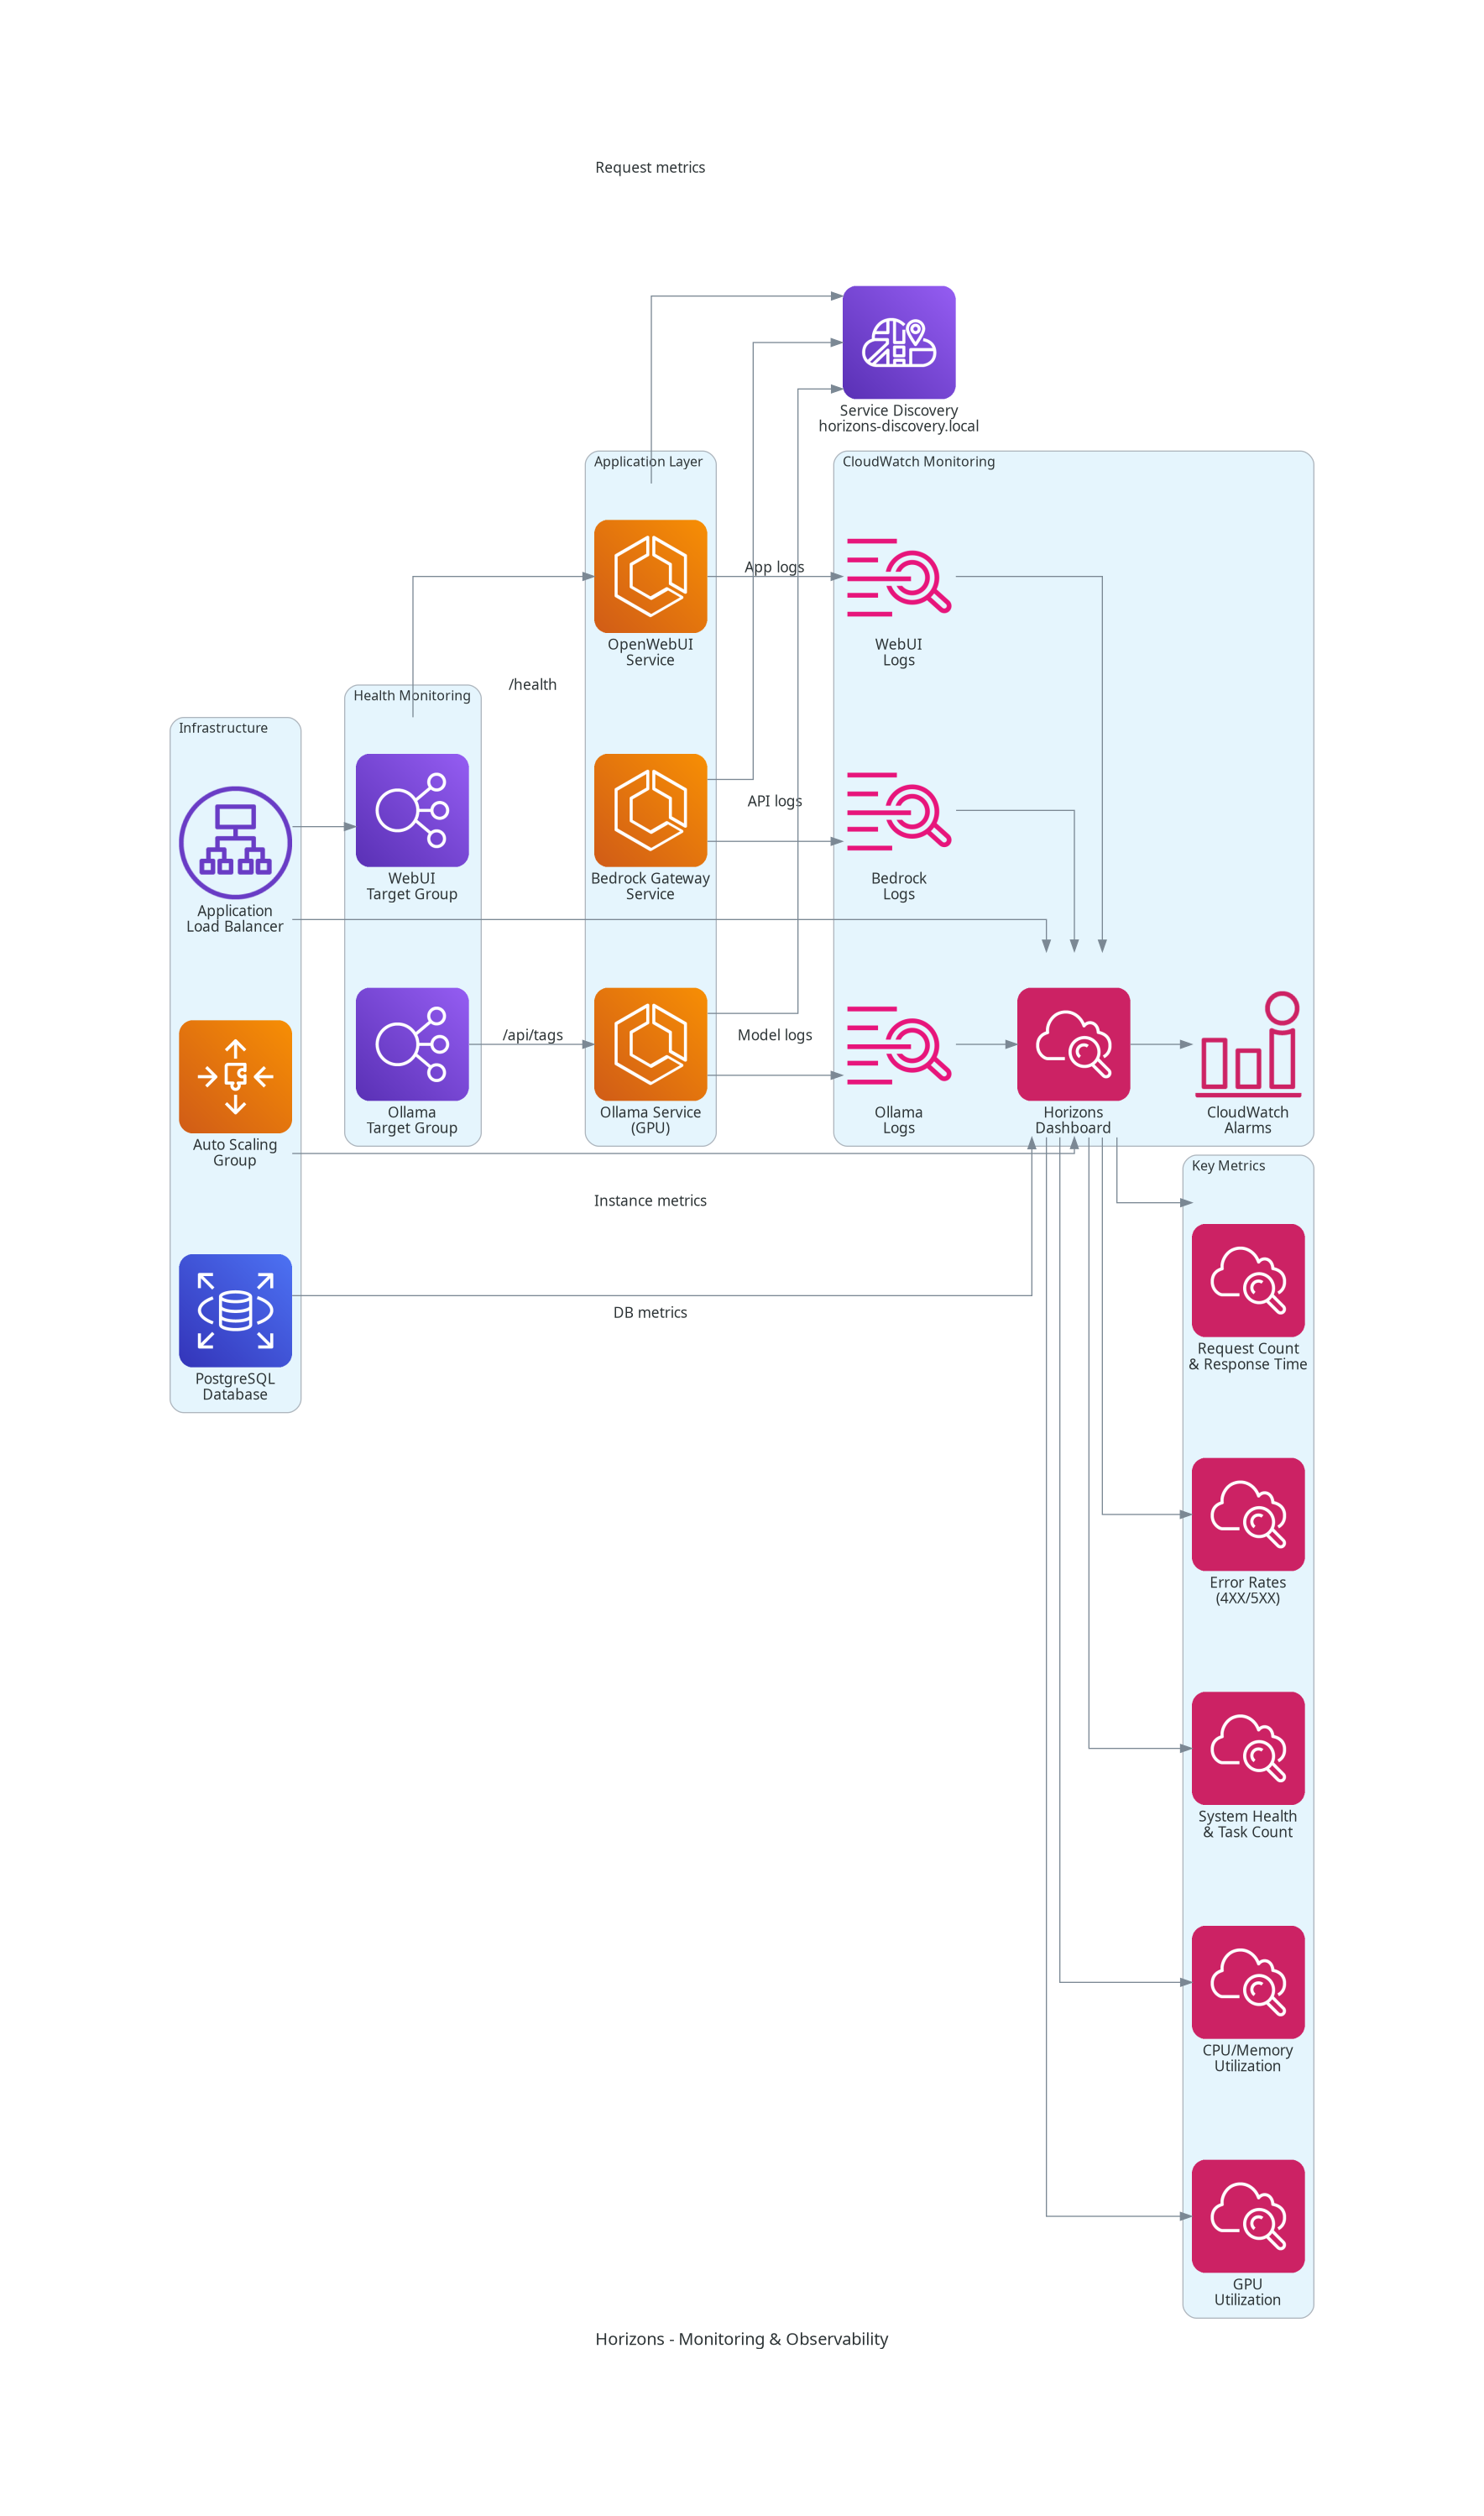 Request metrics
Service Discovery
horizons-discovery.local
Application Layer
CloudWatch Monitoring
OpenWebUI
Service
App logs
WebUI
Logs
/health
Health Monitoring
Infrastructure
WebUI
Target Group
Bedrock Gateway
Service
API logs
Bedrock
Logs
Application
Load Balancer
Ollama
Target Group
/api/tags
Ollama Service
(GPU)
Model logs
Ollama
Logs
Horizons
Dashboard
CloudWatch
Alarms
Auto Scaling
Group
Key Metrics
Instance metrics
DB metrics
PostgreSQL
Database
Request Count
& Response Time
Error Rates
(4XX/5XX)
System Health
& Task Count
CPU/Memory
Utilization
GPU
Utilization
Horizons - Monitoring & Observability